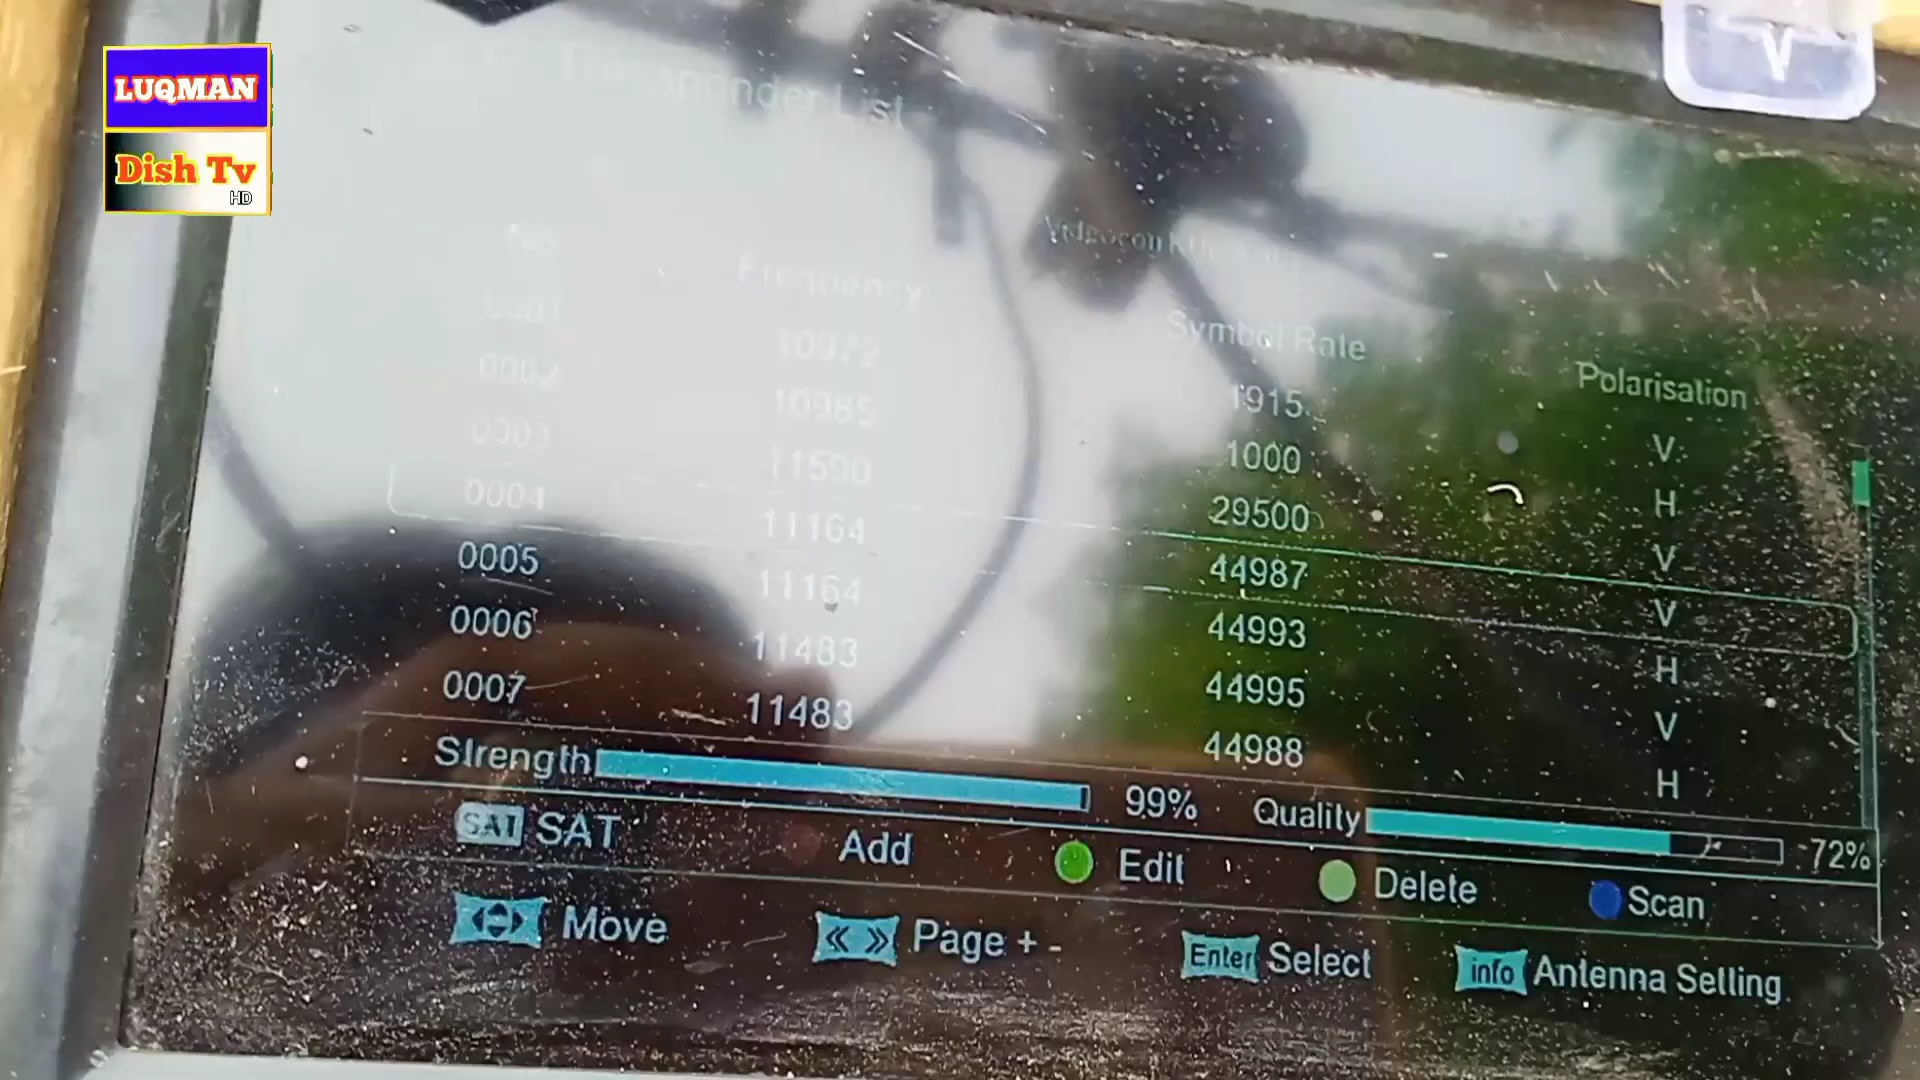 LUQMAN
Dish Tv
HD
V
Transponder List
No Frequency Symbol Rate Polarisation
0001 10972 1915 V
0002 10985 1000 H
0003 11590 29500 V
0004 11164 44987 V
0005 11164 44993 H
0006 11483 44995 V
0007 11483 44988 H
Strength 99% Quality 72%
SAT SAT Add Edit Delete Scan
Move Page + - Enter Select info Antenna Setting